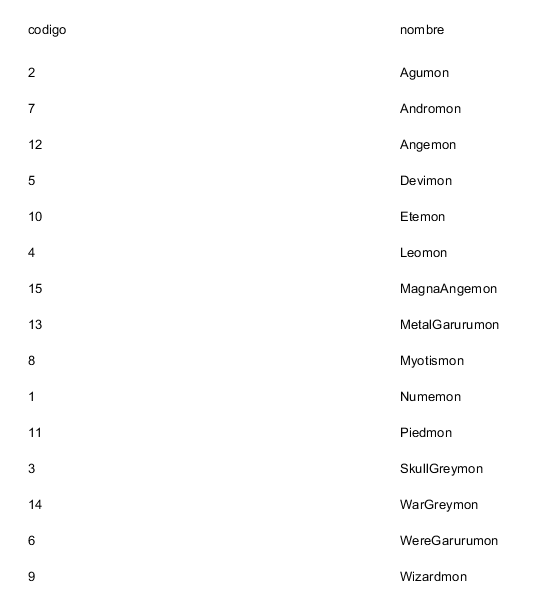 codigo nombre
2 Agumon
7 Andromon
12 Angemon
5 Devimon
10 Etemon
4 Leomon
15 MagnaAngemon
13 MetalGarurumon
8 Myotismon
1 Numemon
11 Piedmon
3 SkullGreymon
14 WarGreymon
6 WereGarurumon
9 Wizardmon